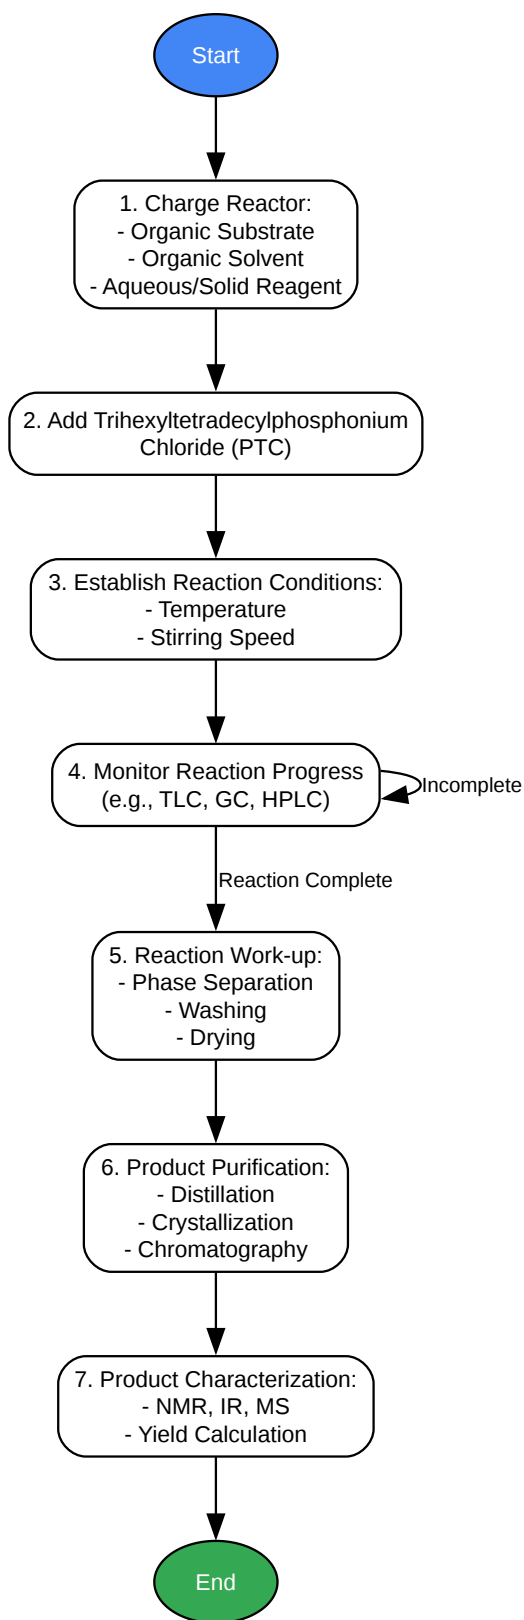 Start
1. Charge Reactor:
- Organic Substrate
- Organic Solvent
- Aqueous/Solid Reagent
2. Add Trihexyltetradecylphosphonium
Chloride (PTC)
3. Establish Reaction Conditions:
- Temperature
- Stirring Speed
4. Monitor Reaction Progress
(e.g., TLC, GC, HPLC)
Incomplete
Reaction Complete
5. Reaction Work-up:
- Phase Separation
- Washing
- Drying
6. Product Purification:
- Distillation
- Crystallization
- Chromatography
7. Product Characterization:
- NMR, IR, MS
- Yield Calculation
End